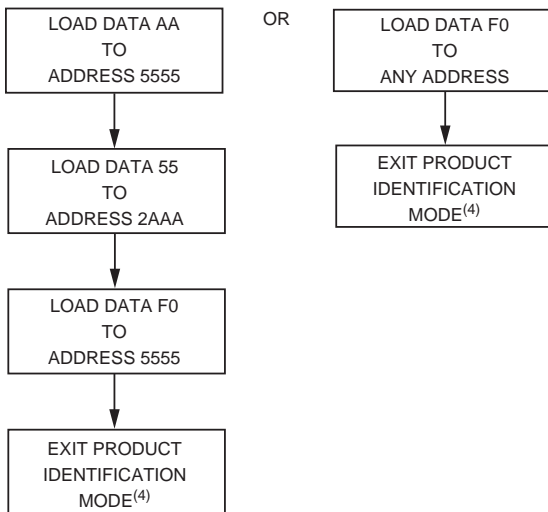 LOAD DATA AA
TO
ADDRESS 5555
LOAD DATA 55
TO
ADDRESS 2AAA
LOAD DATA F0
TO
ADDRESS 5555
EXIT PRODUCT
IDENTIFICATION
MODE(4)
OR
LOAD DATA F0
TO
ANY ADDRESS
EXIT PRODUCT
IDENTIFICATION
MODE(4)